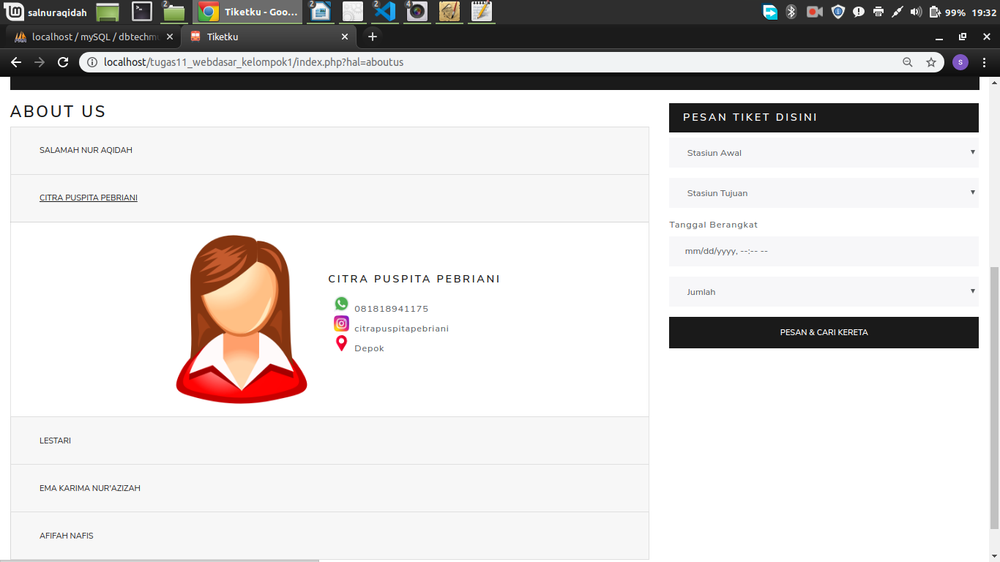 salnuraqidah
2
Tiketku - Goo...
2
2
4
99%
19:32
localhost / mySQL / dbtechmu
Tiketku
localhost/tugas11_webdasar_kelompok1/index.php?hal=aboutus
S
ABOUT US
SALAMAH NUR AQIDAH
CITRA PUSPITA PEBRIANI
CITRA PUSPITA PEBRIANI
081818941175
citrapuspitapebriani
Depok
LESTARI
EMA KARIMA NUR'AZIZAH
AFIFAH NAFIS
PESAN TIKET DISINI
Stasiun Awal
Stasiun Tujuan
Tanggal Berangkat
mm/dd/yyyy, --:-- --
Jumlah
PESAN & CARI KERETA